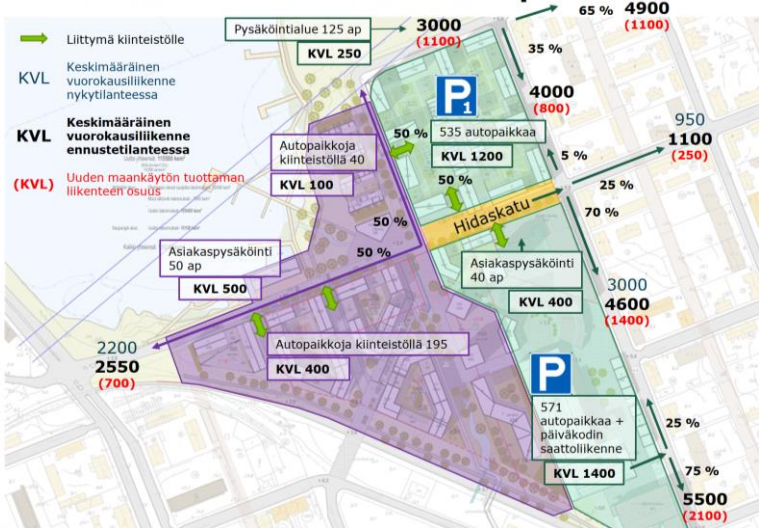 65 %
4900
(1100)
Pysäköintialue 125 ap
KVL 250
3000
(1100)
35 %
Liittymä kiinteistölle
KVL
Keskimääräinen
vuorokausiliikenne
nykytilanteessa
KVL
Keskimääräinen
vuorokausiliikenne
ennustetilanteessa
(KVL)
Uuden maankäytön tuottaman
liikenteen osuus
4000
(800)
P1
950
1100
(250)
50 %
535 autopaikkaa
KVL 1200
Autopaikkoja
kiinteistöllä 40
KVL 100
5 %
50 %
25 %
Hidaskatu
70 %
50 %
50 %
Asiakaspysäköinti
50 ap
KVL 500
Asiakaspysäköinti
40 ap
KVL 400
3000
4600
(1400)
2200
2550
(700)
Autopaikkoja kiinteistöllä 195
KVL 400
P
571
autopaikkaa +
päiväkodin
saattoliikenne
KVL 1400
25 %
75 %
5500
(2100)